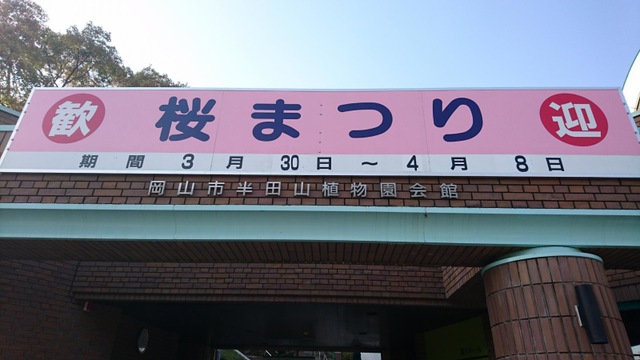 歓 桜まつり 迎
期間 3月30日～4月8日
岡山市半田山植物園会館